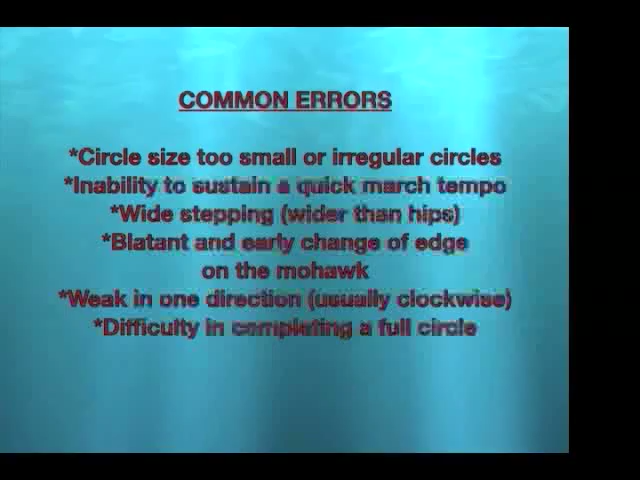 COMMON ERRORS
*Circle size too small or irregular circles
*Inability to sustain a quick march tempo
*Wide stepping (wider than hips)
*Blatant and early change of edge
on the mohawk
*Weak in one direction (usually clockwise)
*Difficulty in completing a full circle